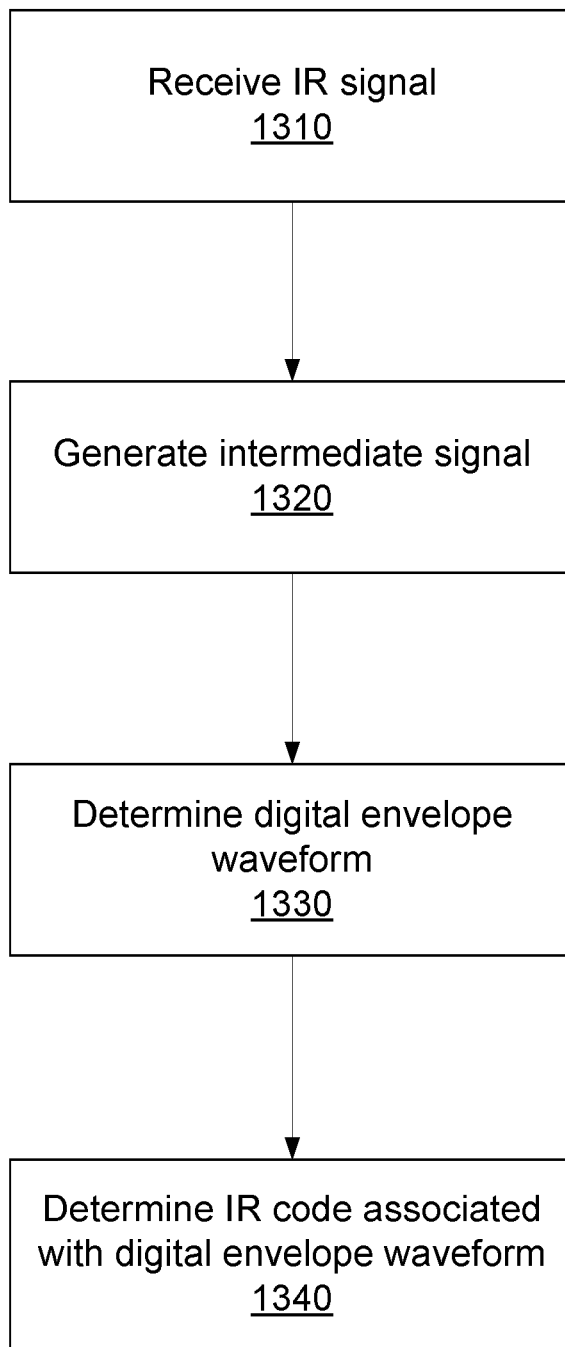 Receive IR signal
1310
Generate intermediate signal
1320
Determine digital envelope
waveform
1330
Determine IR code associated
with digital envelope waveform
1340